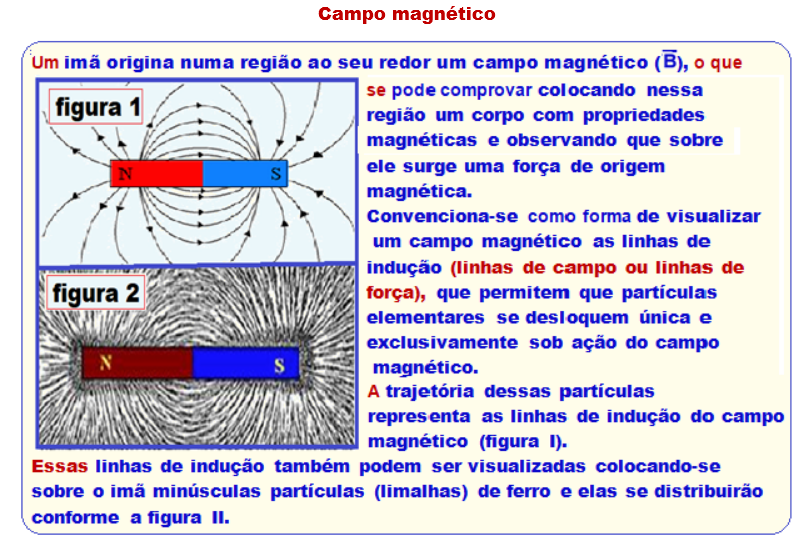 Campo magnético
Um imã origina numa região ao seu redor um campo magnético (B), o que
figura 1
N
S
figura 2
N
S
se pode comprovar colocando nessa
região um corpo com propriedades
magnéticas e observando que sobre
ele surge uma força de origem
magnética.
Convenciona-se como forma de visualizar
um campo magnético as linhas de
indução (linhas de campo ou linhas de
força), que permitem que partículas
elementares se desloquem única e
exclusivamente sob ação do campo
magnético.
A trajetória dessas partículas
representa as linhas de indução do campo
magnético (figura I).
Essas linhas de indução também podem ser visualizadas colocando-se
sobre o imã minúsculas partículas (limalhas) de ferro e elas se distribuirão
conforme a figura II.